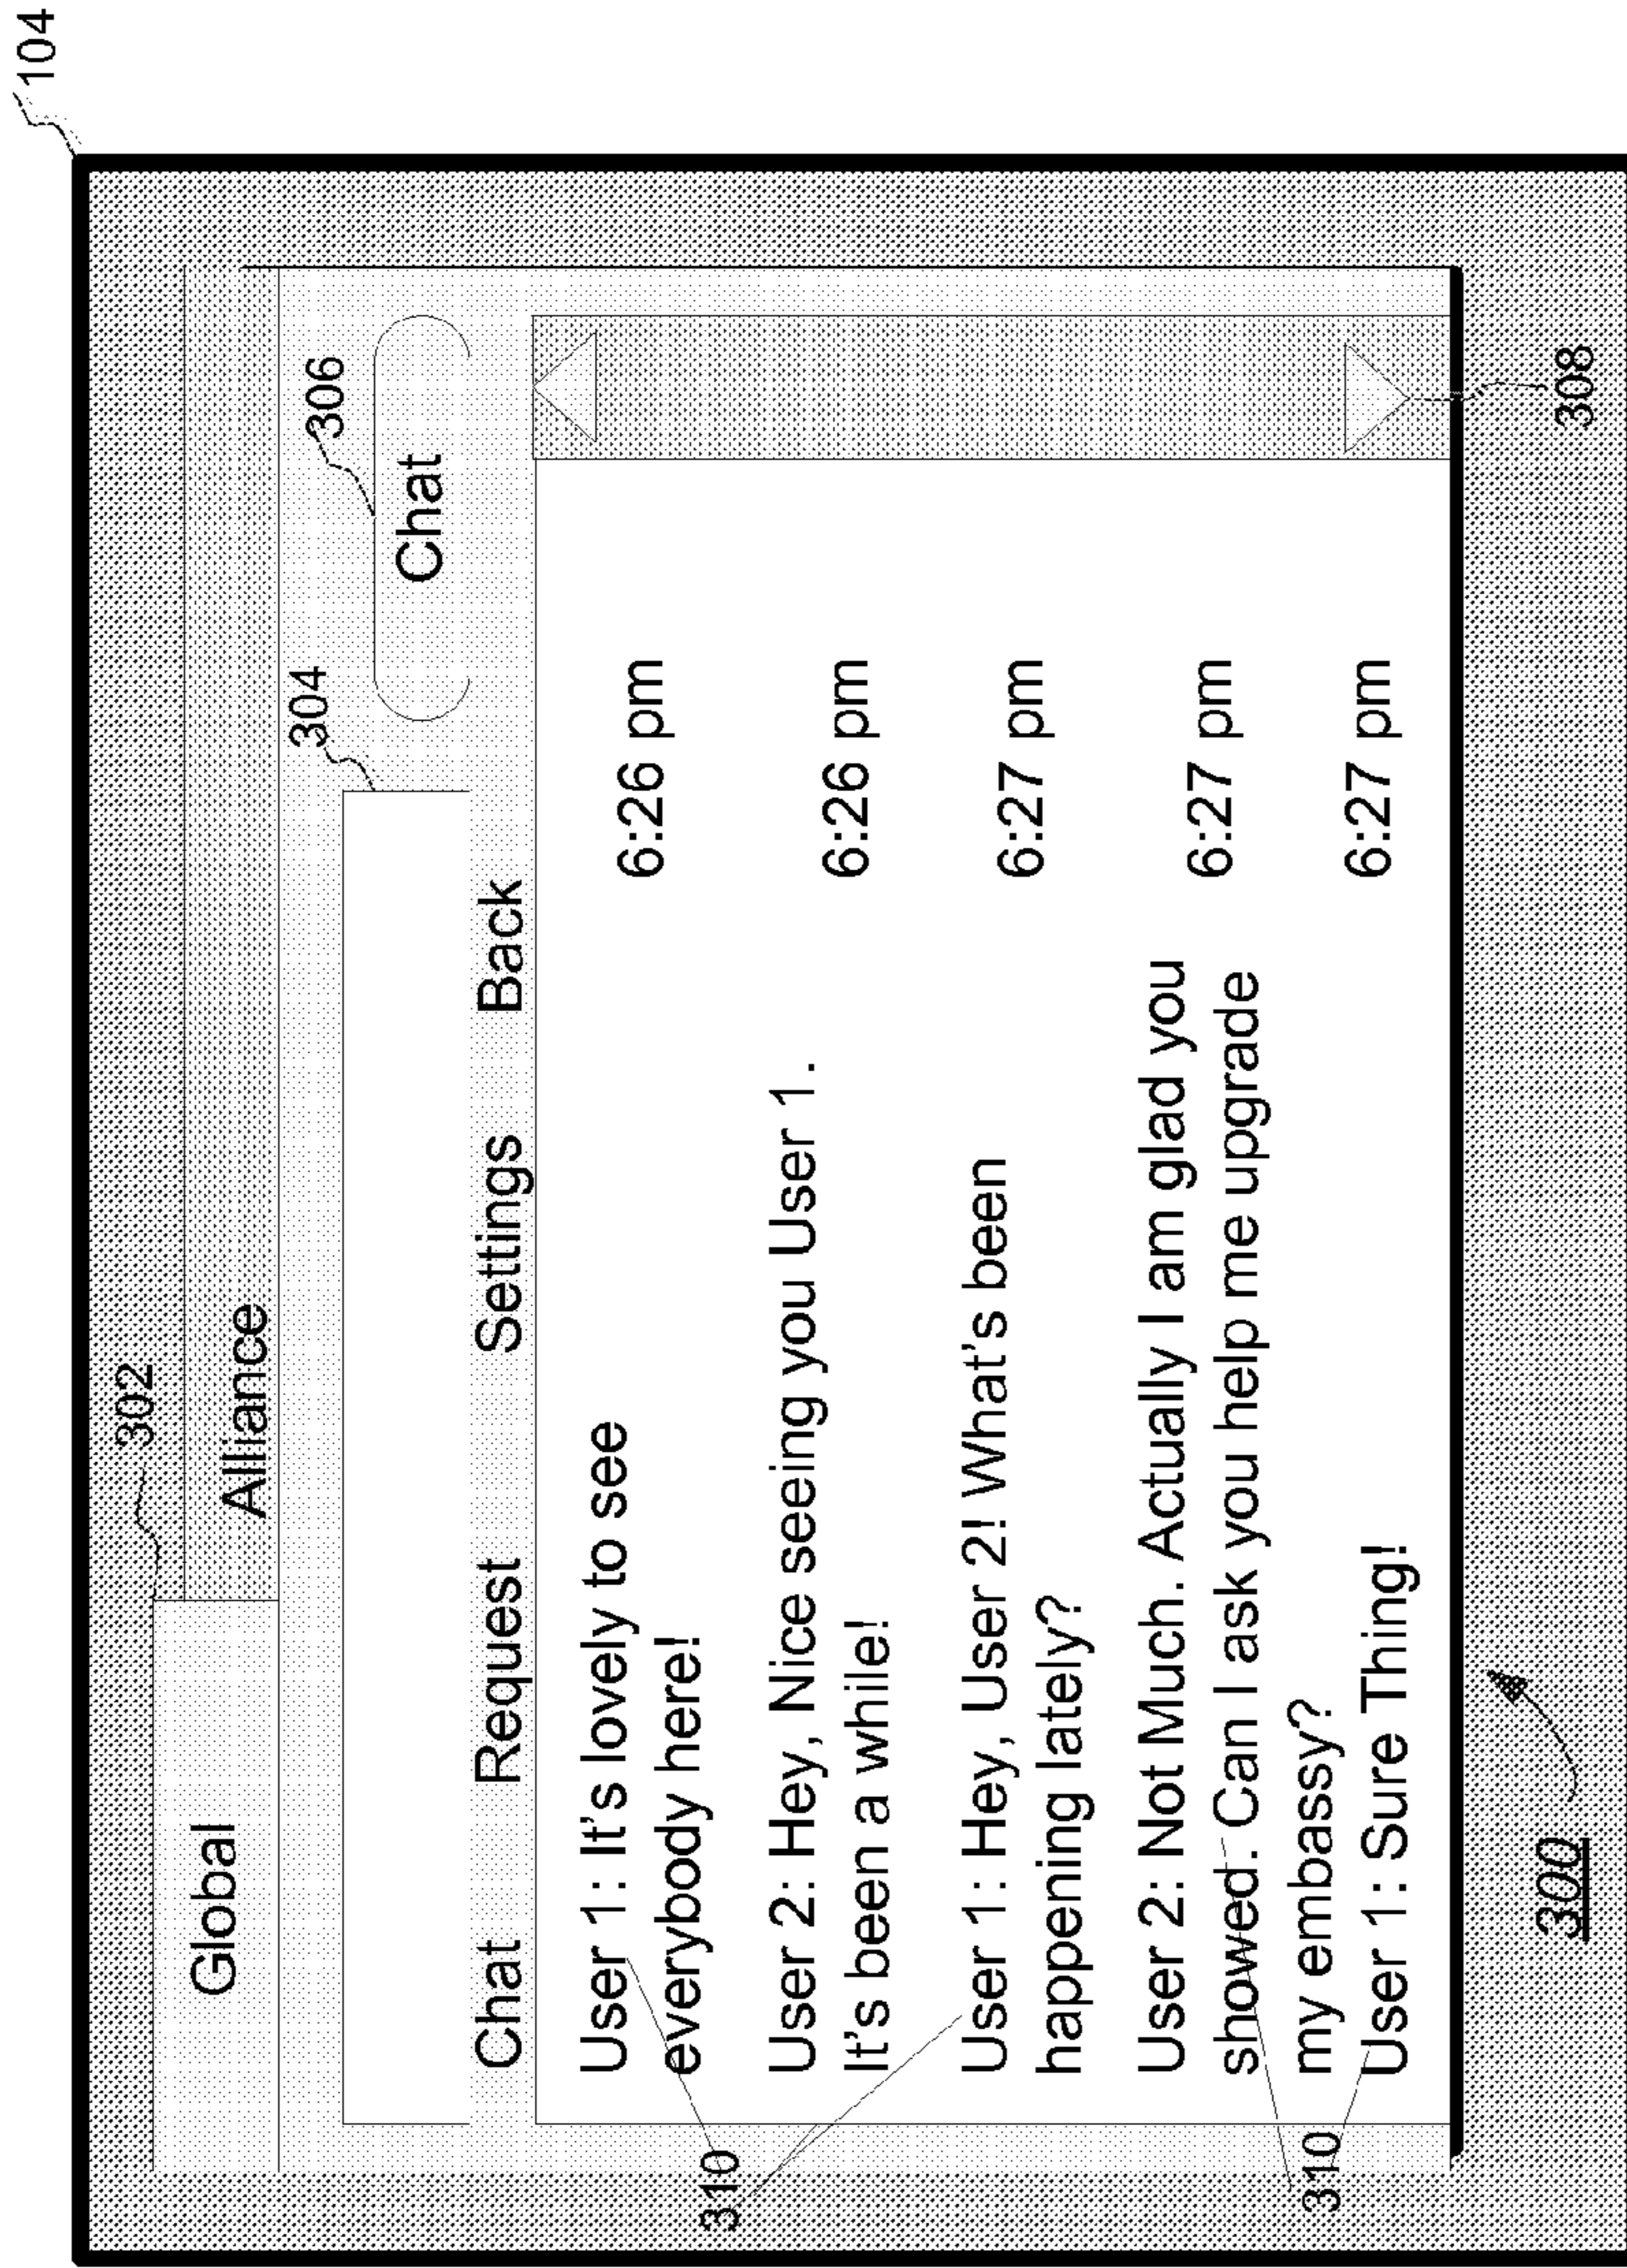 104
302
Global
Alliance
304
306
Chat
Chat Request Settings Back
User 1: It's lovely to see
everybody here!
6:26 pm
User 2: Hey, Nice seeing you User 1.
It's been a while!
6:26 pm
User 1: Hey, User 2! What's been
happening lately?
6:27 pm
User 2: Not Much. Actually I am glad you
showed. Can I ask you help me upgrade
my embassy?
6:27 pm
User 1: Sure Thing!
6:27 pm
310
310
308
300